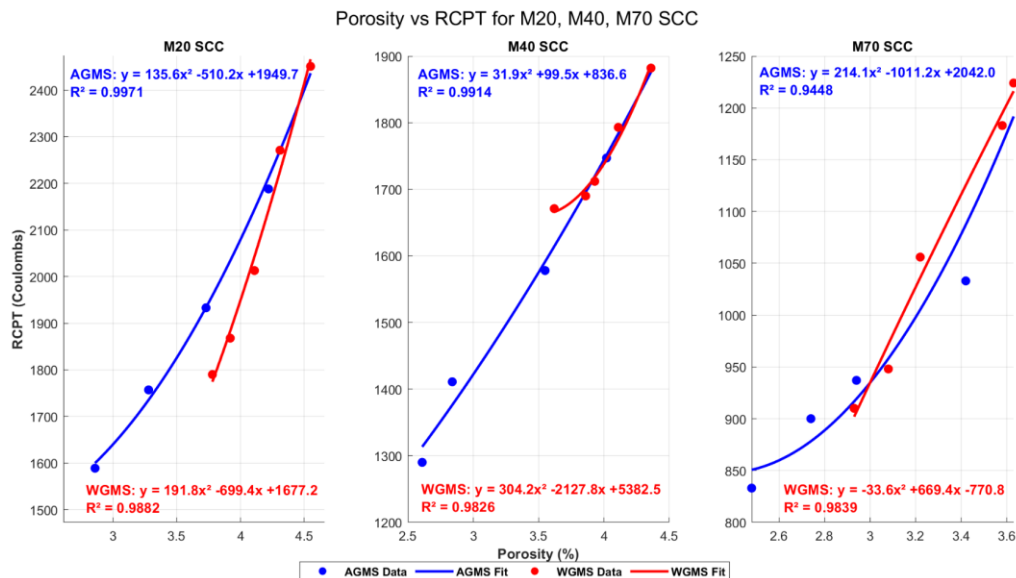 Porosity vs RCPT for M20, M40, M70 SCC
M20 SCC
AGMS: y = 135.6x² -510.2x +1949.7
R² = 0.9971
WGMS: y = 191.8x² -699.4x +1677.2
R² = 0.9882
2400
2300
2200
2100
2000
1900
1800
1700
1600
1500
3
3.5
4
4.5
RCPT (Coulombs)
M40 SCC
AGMS: y = 31.9x² +99.5x +836.6
R² = 0.9914
WGMS: y = 304.2x² -2127.8x +5382.5
R² = 0.9826
1900
1800
1700
1600
1500
1400
1300
1200
2.5
3
3.5
4
4.5
Porosity (%)
M70 SCC
AGMS: y = 214.1x² -1011.2x +2042.0
R² = 0.9448
WGMS: y = -33.6x² +669.4x -770.8
R² = 0.9839
1250
1200
1150
1100
1050
1000
950
900
850
800
2.6
2.8
3
3.2
3.4
3.6
AGMS Data AGMS Fit WGMS Data WGMS Fit